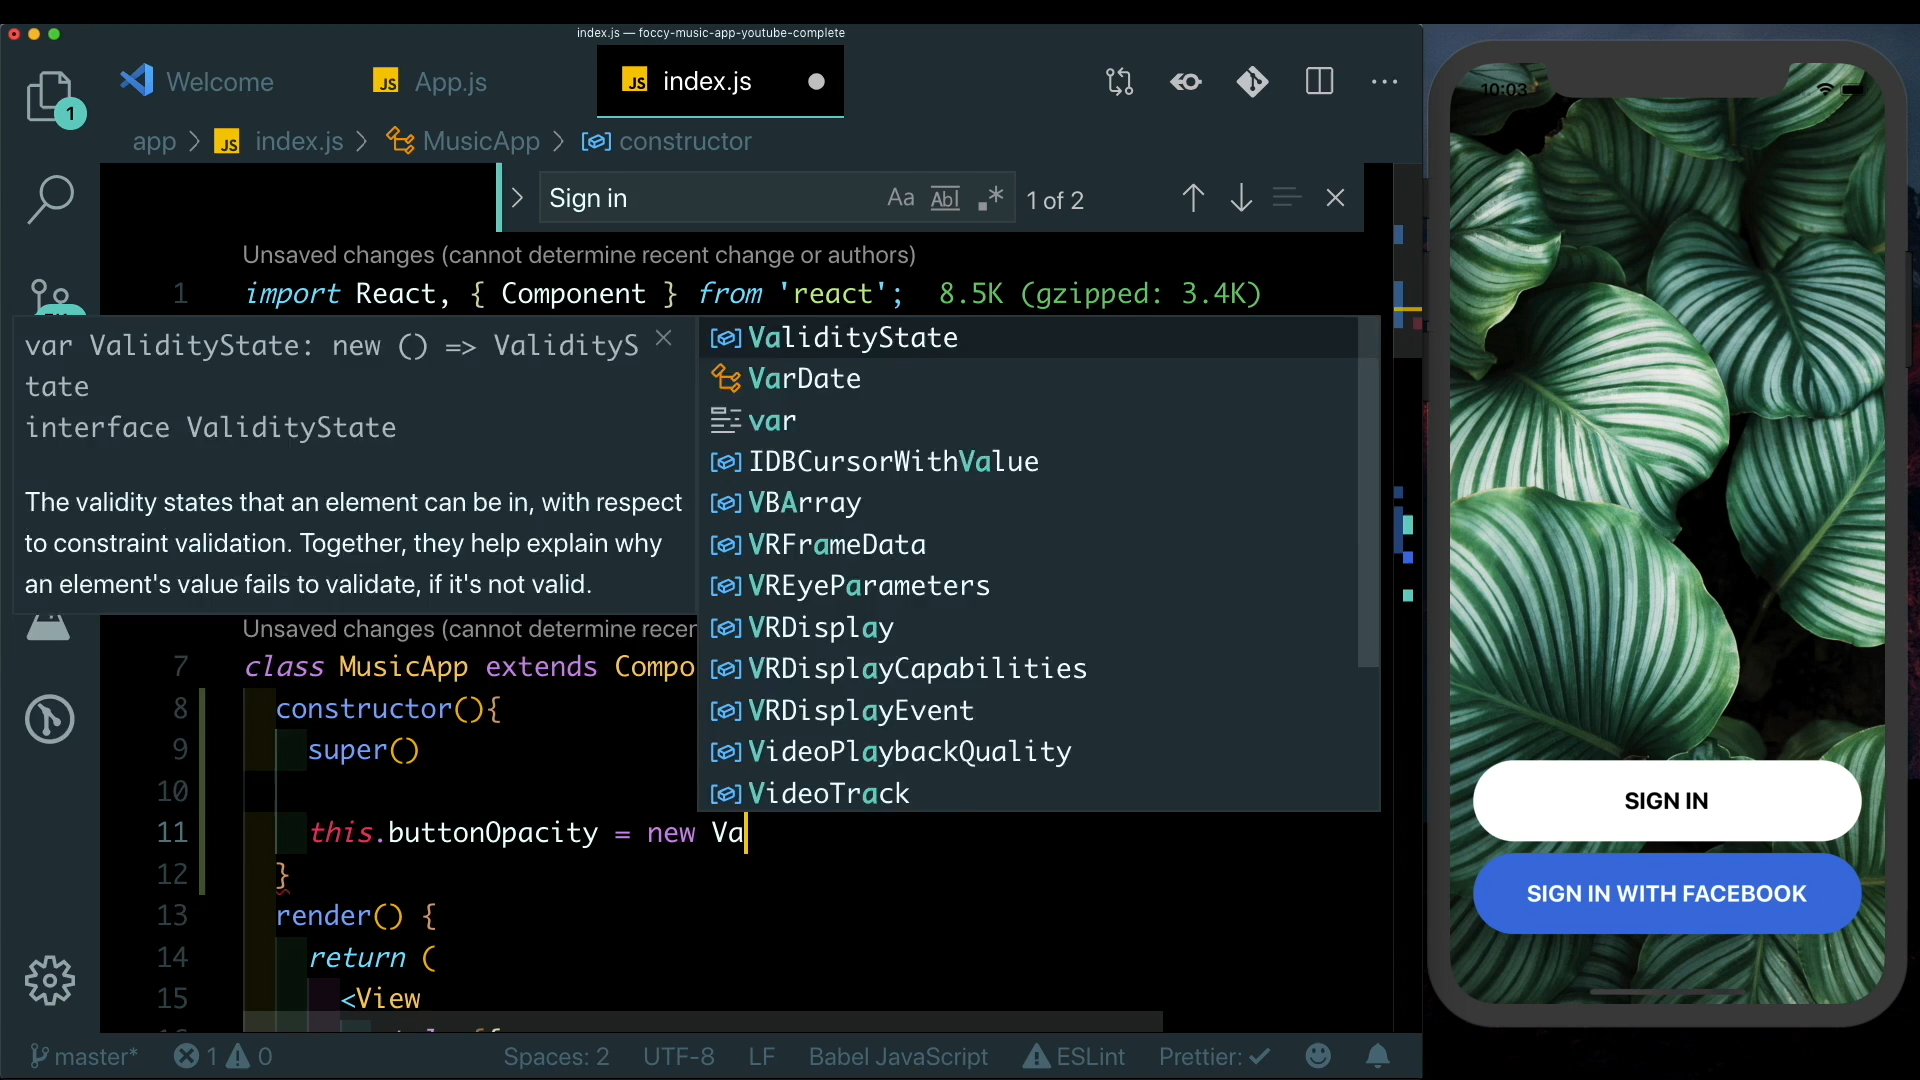 index.js — foccy-music-app-youtube-complete
Welcome
JS App.js
JS index.js
1
app > JS index.js > MusicApp > constructor
Sign in Aa Abl 1 of 2
Unsaved changes (cannot determine recent change or authors)
1 import React, { Component } from 'react'; 8.5K (gzipped: 3.4K)
var ValidityState: new () => ValidityS
tate
interface ValidityState
The validity states that an element can be in, with respect
to constraint validation. Together, they help explain why
an element's value fails to validate, if it's not valid.
ValidityState
VarDate
var
IDBCursorWithValue
VBArray
VRFrameData
VREyeParameters
VRDisplay
VRDisplayCapabilities
VRDisplayEvent
VideoPlaybackQuality
VideoTrack
Unsaved changes (cannot determine recen
7 class MusicApp extends Compo
8 constructor(){
9 super()
10
11 this.buttonOpacity = new Va
12 }
13 render() {
14 return (
15 <View
master* 1 0 Spaces: 2 UTF-8 LF Babel JavaScript ESLint Prettier: ✓
10:03
SIGN IN
SIGN IN WITH FACEBOOK